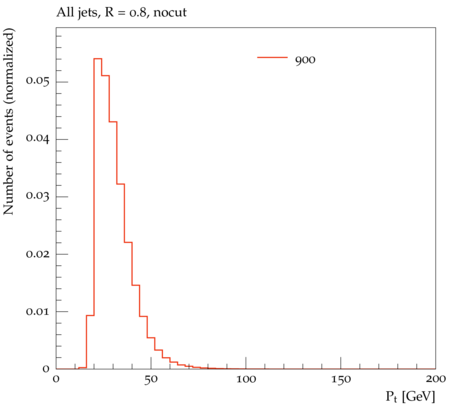 All jets, R = 0.8, nocut
Number of events (normalized)
900
0.05
0.04
0.03
0.02
0.01
0
0 50 100 150 200
Pt [GeV]